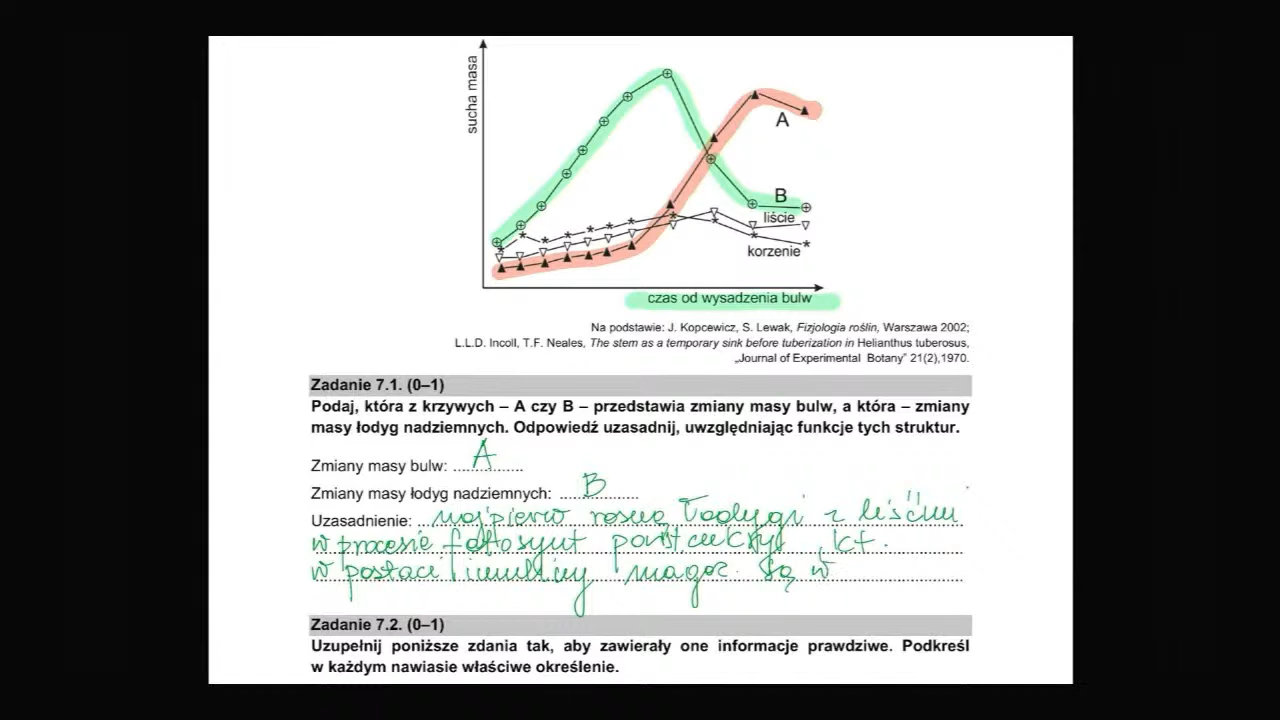 sucha masa
A
B
liście
korzenie
czas od wysadzenia bulw
Na podstawie: J. Kopcewicz, S. Lewak, Fizjologia roślin, Warszawa 2002;
L.L.D. Incoll, T.F. Neales, The stem as a temporary sink before tuberization in Helianthus tuberosus,
„Journal of Experimental Botany” 21(2),1970.
Zadanie 7.1. (0–1)
Podaj, która z krzywych – A czy B – przedstawia zmiany masy bulw, a która – zmiany
masy łodyg nadziemnych. Odpowiedź uzasadnij, uwzględniając funkcje tych struktur.
Zmiany masy bulw: A
Zmiany masy łodyg nadziemnych: B
Uzasadnienie: najpierw rosną łodygi z liśćmi
w procesie fotosynt powst cukry, kt.
w postaci inuliny magaz. są w
Zadanie 7.2. (0–1)
Uzupełnij poniższe zdania tak, aby zawierały one informacje prawdziwe. Podkreśl
w każdym nawiasie właściwe określenie.